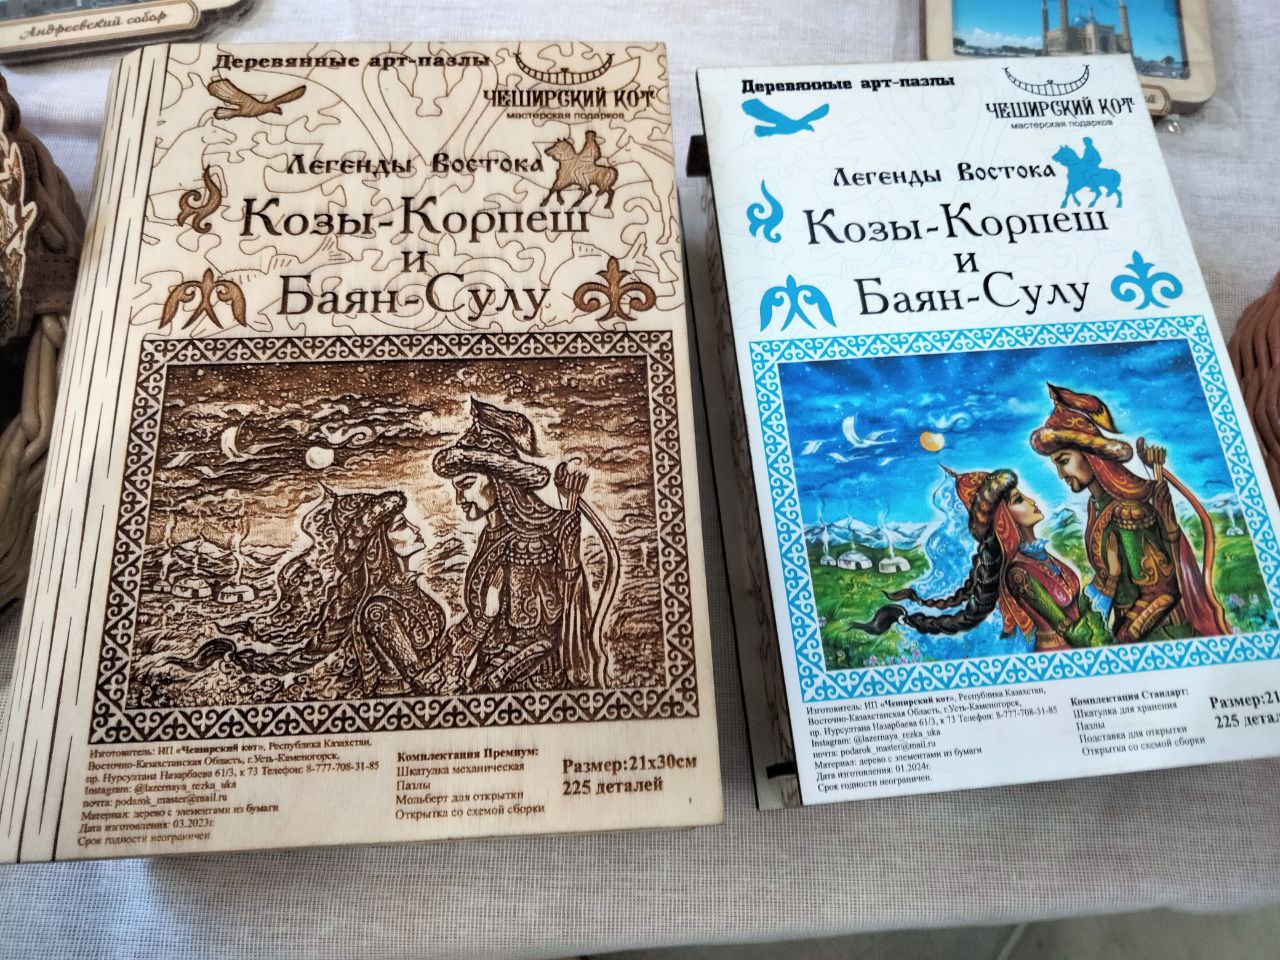 Андреевский собор
Деревянные арт-пазлы
ЧЕШИРСКИЙ КОТ
мастерская подарков
Легенды Востока
Козы-Корпеш
и
Баян-Сулу
Изготовитель: ИП «Чеширский кот», Республика Казахстан,
Восточно-Казахстанская Область, г.Усть-Каменогорск,
пр. Нурсултана Назарбаева 61/3, к 73 Телефон: 8-777-708-31-85
Instagram: @lazernaya_rezka_uka
почта: podarok_master@mail.ru
Материал: дерево с элементами из бумаги
Дата изготовления: 03.2023г.
Срок годности неограничен
Комплектация Премиум:
Шкатулка механическая
Пазлы
Мольберт для открытки
Открытка со схемой сборки
Размер:21х30см
225 деталей
Деревянные арт-пазлы
ЧЕШИРСКИЙ КОТ
мастерская подарков
Легенды Востока
Козы-Корпеш
и
Баян-Сулу
Изготовитель: ИП «Чеширский кот», Республика Казахстан,
Восточно-Казахстанская Область, г.Усть-Каменогорск,
пр. Нурсултана Назарбаева 61/3, к 73 Телефон: 8-777-708-31-85
Instagram: @lazernaya_rezka_uka
почта: podarok_master@mail.ru
Материал: дерево с элементами из бумаги
Дата изготовления: 01.2024г.
Срок годности неограничен.
Комплектация Стандарт:
Шкатулка для хранения
Пазлы
Подставка для открытки
Открытка со схемой сборки
Размер:21
225 детал